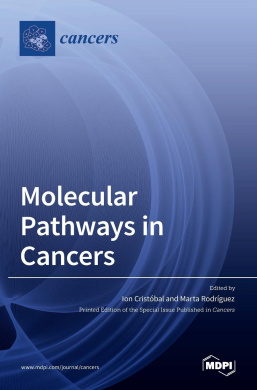 cancers
Molecular
Pathways in
Cancers
Edited by
Ion Cristóbal and Marta Rodríguez
Printed Edition of the Special Issue Published in Cancers
www.mdpi.com/journal/cancers
MDPI